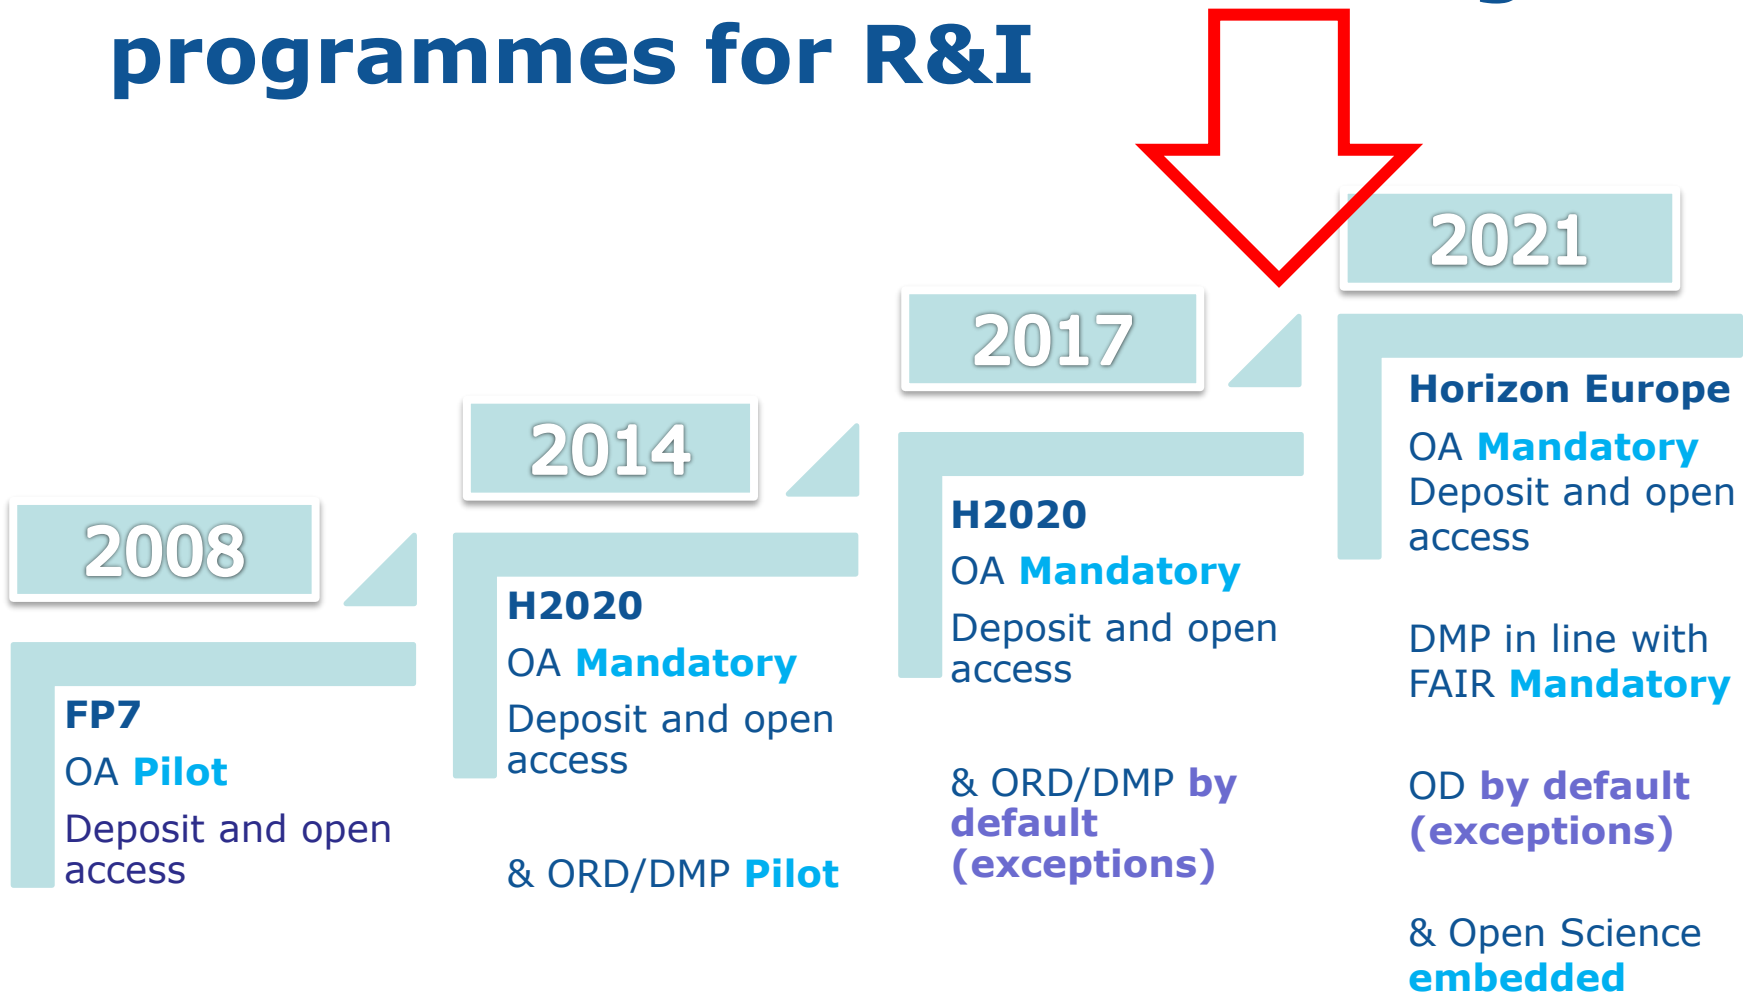 programmes for R&I
2008
FP7
OA Pilot
Deposit and open
access
2014
H2020
OA Mandatory
Deposit and open
access
& ORD/DMP Pilot
2017
H2020
OA Mandatory
Deposit and open
access
& ORD/DMP by
default
(exceptions)
2021
Horizon Europe
OA Mandatory
Deposit and open
access
DMP in line with
FAIR Mandatory
OD by default
(exceptions)
& Open Science
embedded